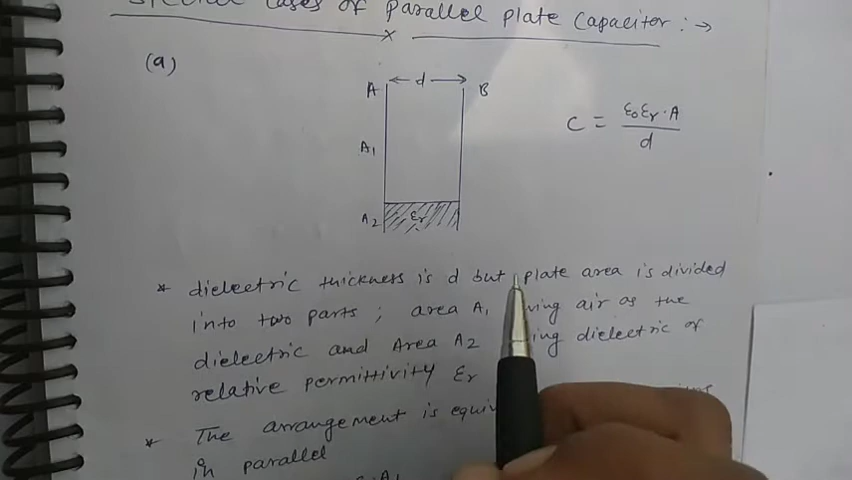 Cases of Parallel Plate Capacitor : →
(a)
A ← d → B
C = ε₀εᵣ·A / d
A₁
A₂ εᵣ
* dielectric thickness is d but plate area is divided
into two parts ; area A₁ air as the
dielectric and Area A₂ dielectric of
relative permittivity εᵣ
* The arrangement is
in parallel
· A₁